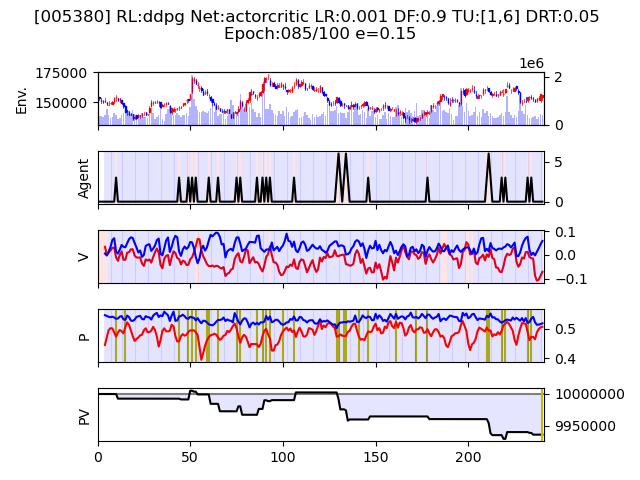 [005380] RL:ddpg Net:actorcritic LR:0.001 DF:0.9 TU:[1,6] DRT:0.05
Epoch:085/100 e=0.15
1e6
Env.
175000
150000
2
0
Agent
5
0
V
0.1
0.0
−0.1
P
0.5
0.4
PV
10000000
9950000
0 50 100 150 200